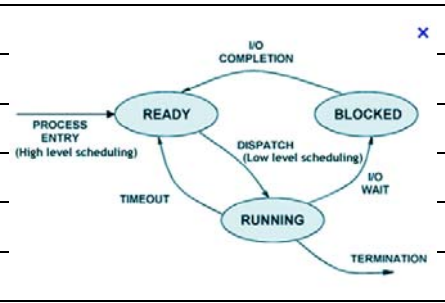 I/O
COMPLETION
READY
BLOCKED
PROCESS
ENTRY
(High level scheduling)
DISPATCH
(Low level scheduling)
I/O
WAIT
TIMEOUT
RUNNING
TERMINATION